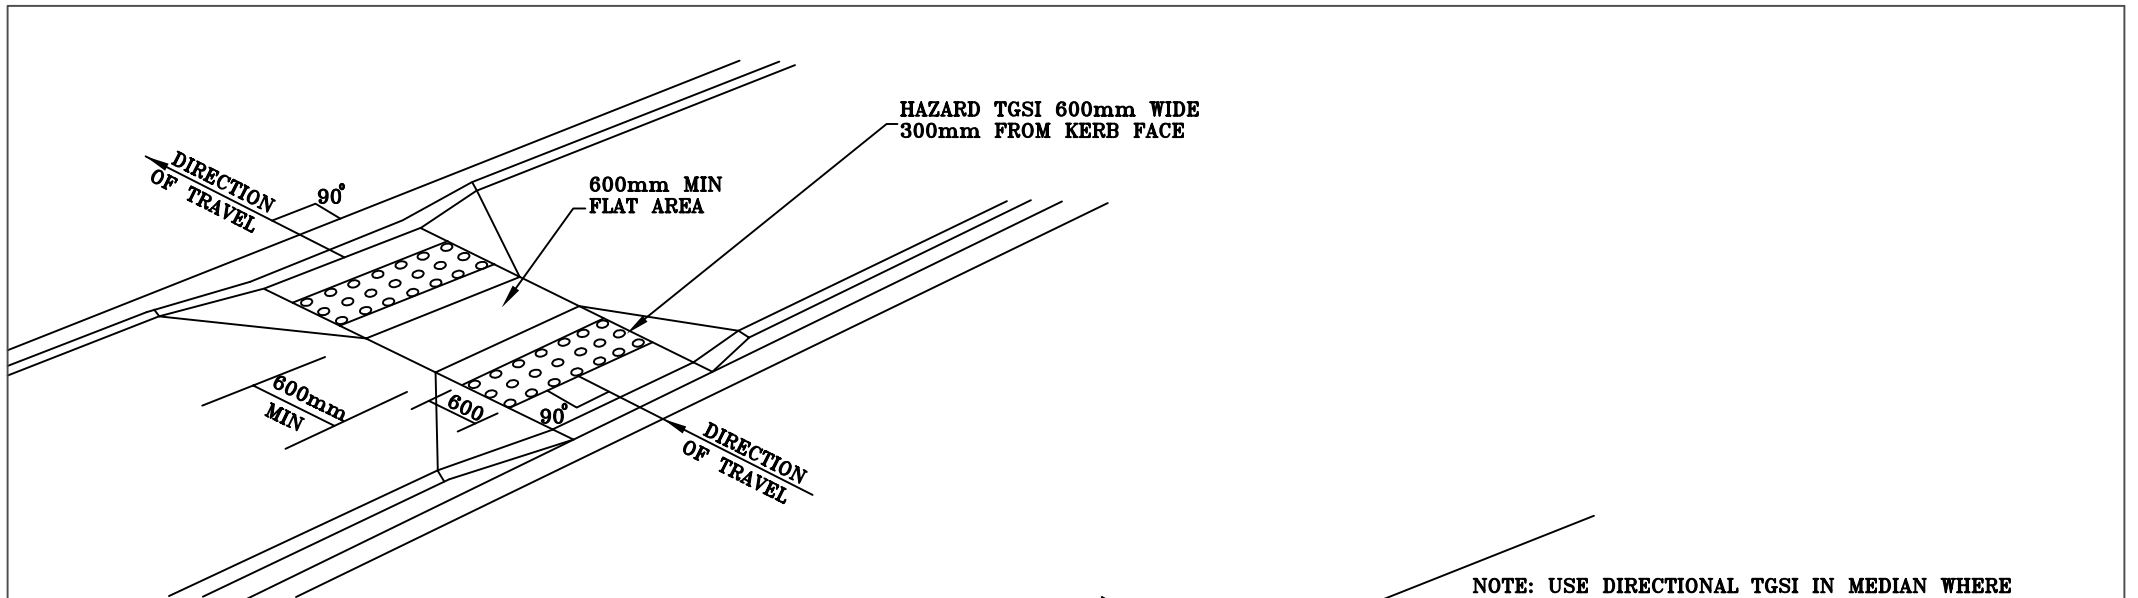 HAZARD TGSI 600mm WIDE
300mm FROM KERB FACE
DIRECTION
OF TRAVEL
90°
600mm MIN
FLAT AREA
600mm
MIN
600
90°
DIRECTION
OF TRAVEL
NOTE: USE DIRECTIONAL TGSI IN MEDIAN WHERE